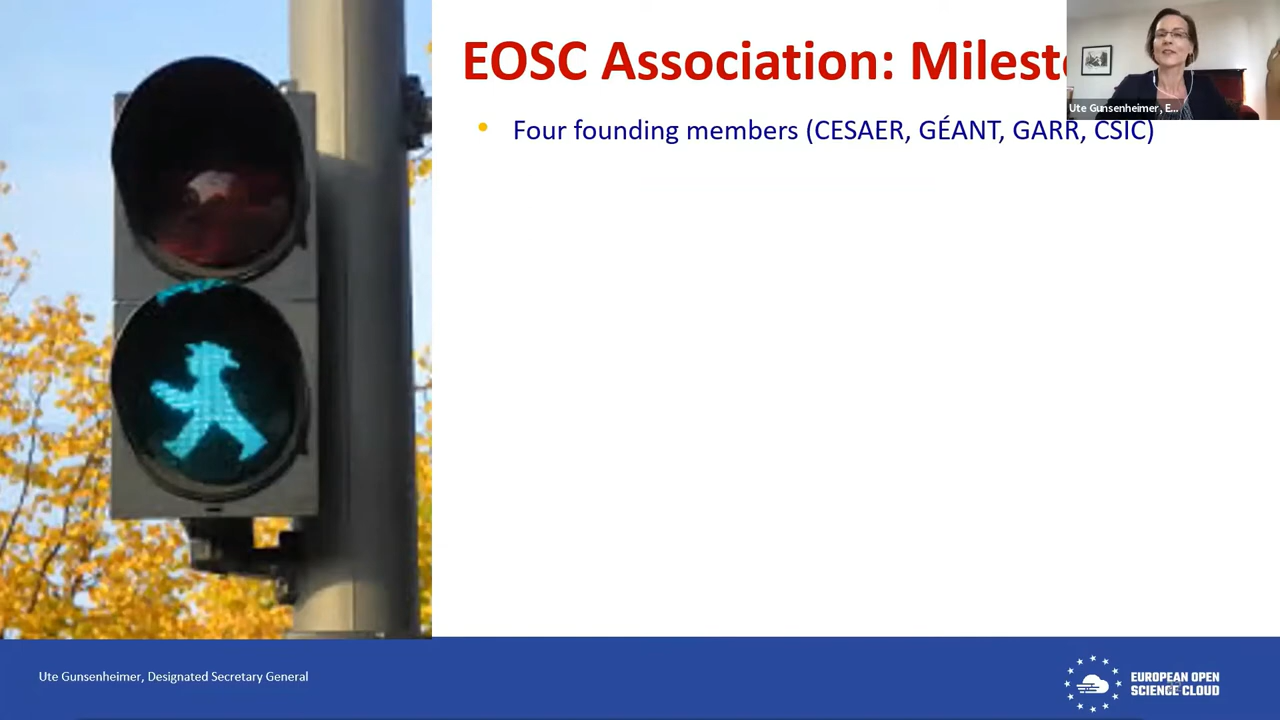 EOSC Association: Milest
Ute Gunsenheimer, E...
• Four founding members (CESAER, GÉANT, GARR, CSIC)
Ute Gunsenheimer, Designated Secretary General
EUROPEAN OPEN
SCIENCE CLOUD